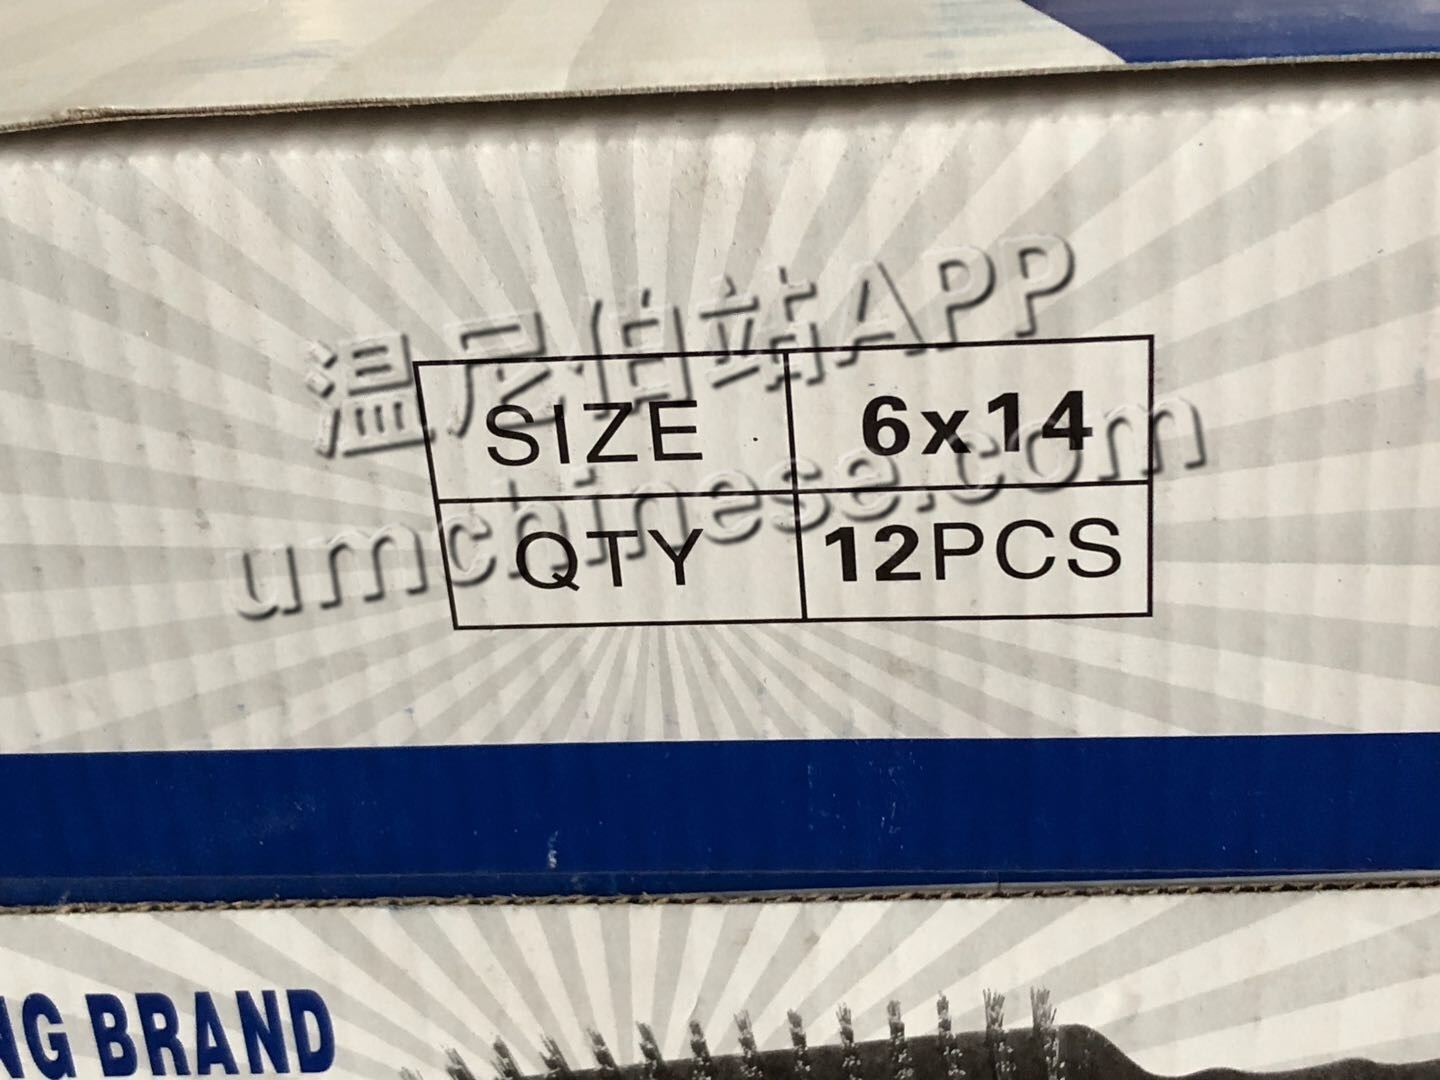 温尼伯站APP
umchinese.com
SIZE 6x14
QTY 12PCS
NG BRAND